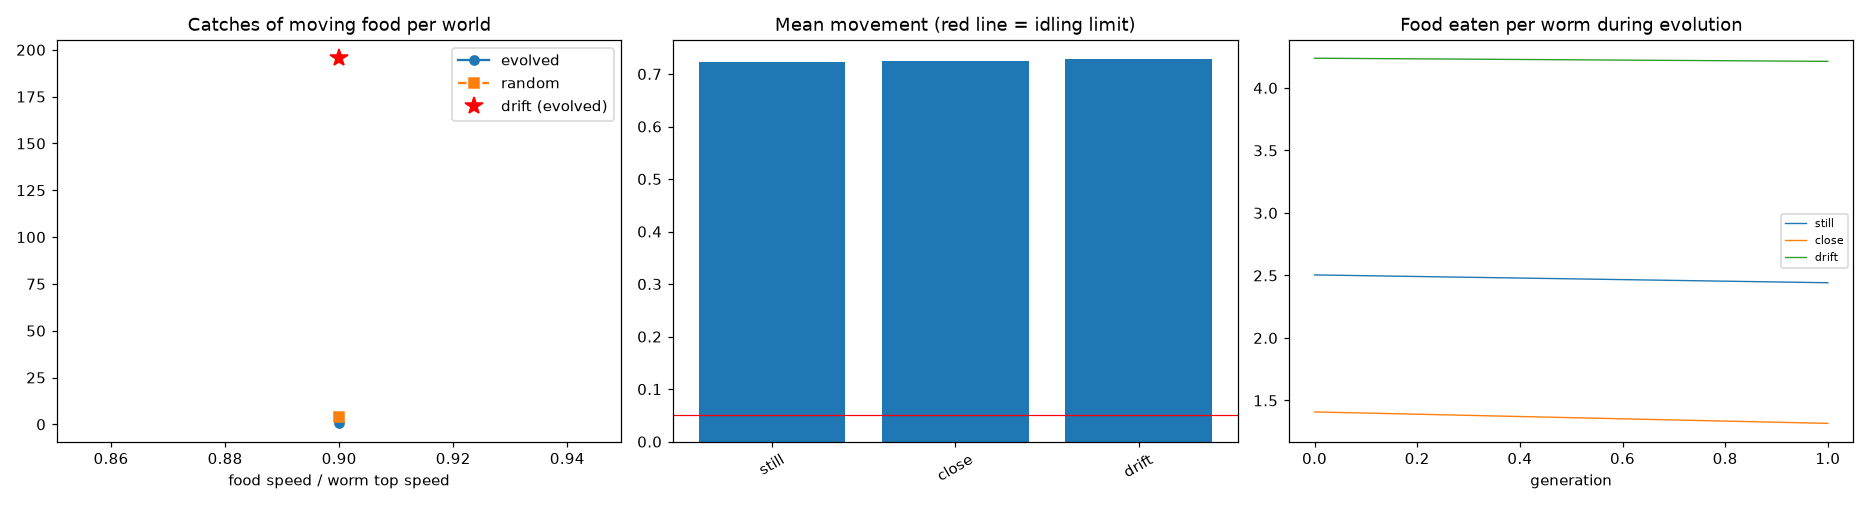 Catches of moving food per world
200
175
150
125
100
75
50
25
0
0.86
0.88
0.90
0.92
0.94
food speed / worm top speed
evolved
random
drift (evolved)
Mean movement (red line = idling limit)
0.7
0.6
0.5
0.4
0.3
0.2
0.1
0.0
still
close
drift
Food eaten per worm during evolution
4.0
3.5
3.0
2.5
2.0
1.5
0.0
0.2
0.4
0.6
0.8
1.0
generation
still
close
drift